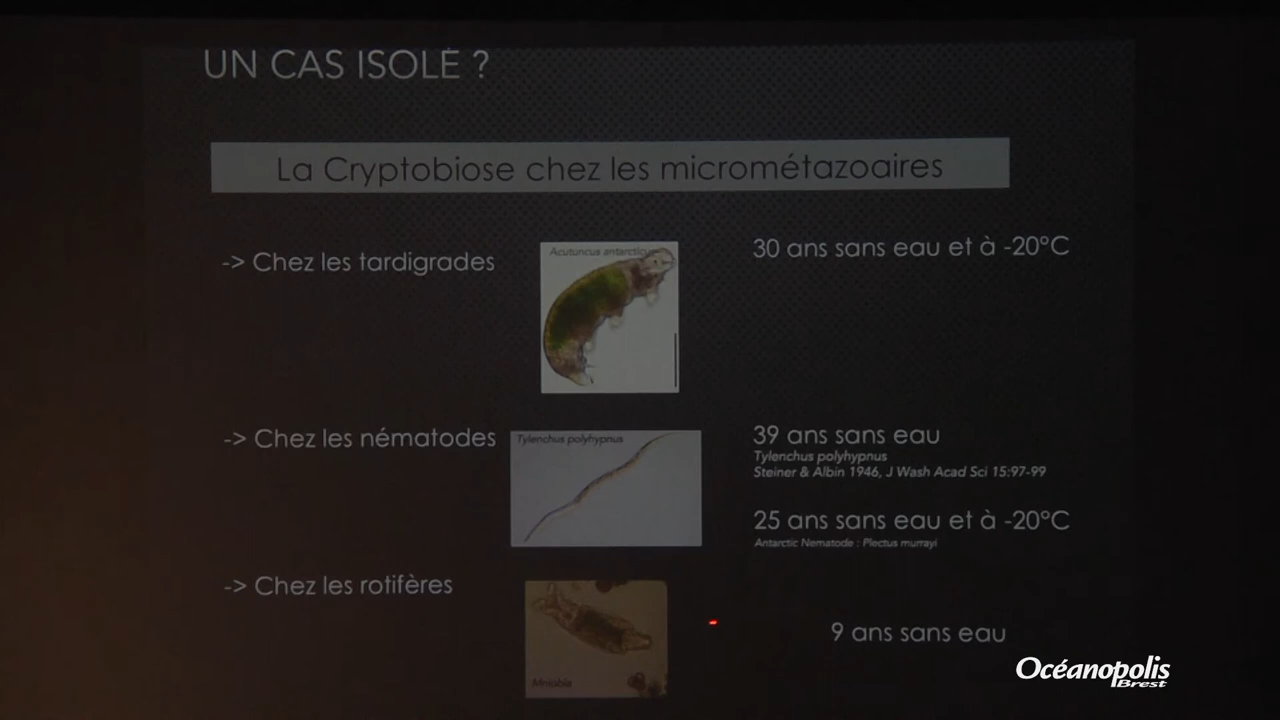 UN CAS ISOLÉ ?
La Cryptobiose chez les micrométazoaires
-> Chez les tardigrades
Acutuncus antarcticus
30 ans sans eau et à -20°C
-> Chez les nématodes
Tylenchus polyhypnus
39 ans sans eau
Tylenchus polyhypnus
Steiner & Albin 1946, J Wash Acad Sci 15:97-99
25 ans sans eau et à -20°C
Antarctic Nematode : Plectus murrayi
-> Chez les rotifères
Mniobia
9 ans sans eau
Océanopolis
Brest